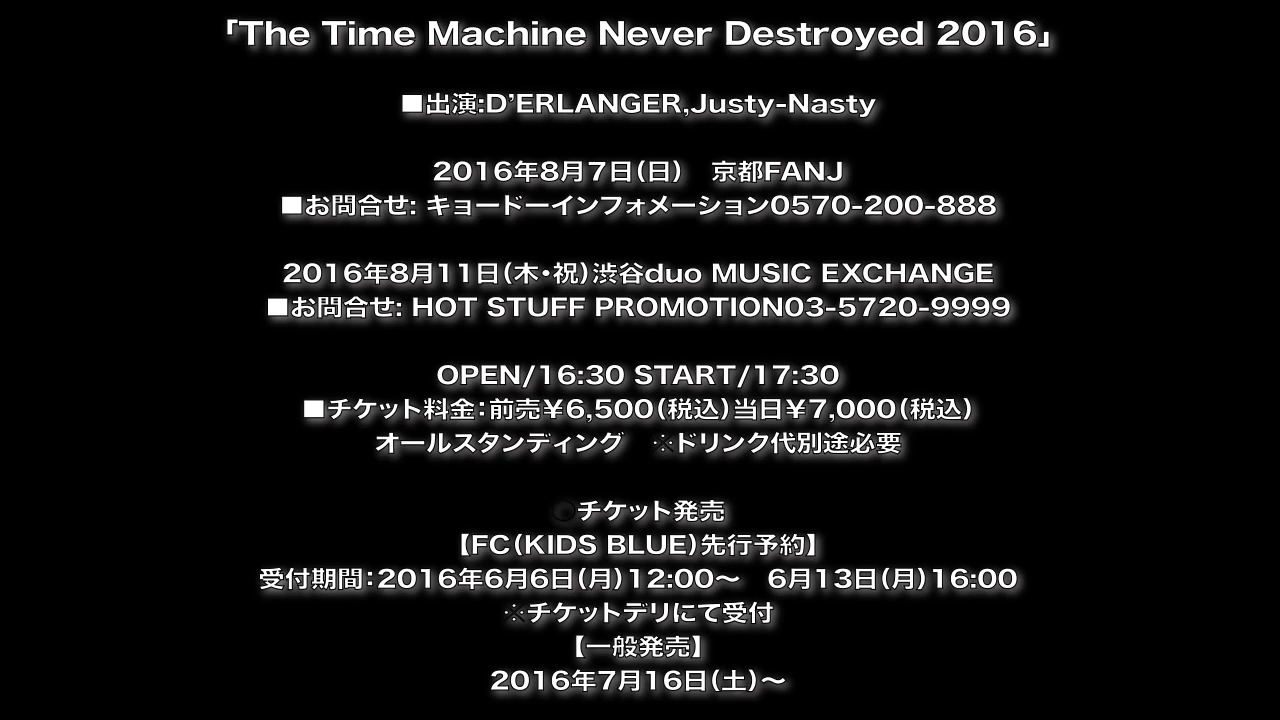 「The Time Machine Never Destroyed 2016」
■出演:D’ERLANGER,Justy-Nasty
2016年8月7日(日)　京都FANJ
■お問合せ: キョードーインフォメーション0570-200-888
2016年8月11日(木・祝)渋谷duo MUSIC EXCHANGE
■お問合せ: HOT STUFF PROMOTION03-5720-9999
OPEN/16:30 START/17:30
■チケット料金:前売¥6,500(税込)当日¥7,000(税込)
オールスタンディング　※ドリンク代別途必要
●チケット発売
【FC(KIDS BLUE)先行予約】
受付期間:2016年6月6日(月)12:00〜　6月13日(月)16:00
※チケットデリにて受付
【一般発売】
2016年7月16日(土)〜